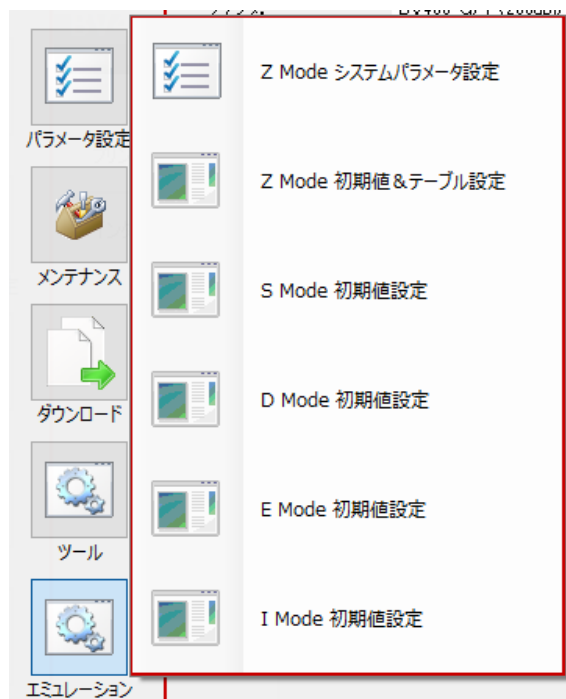 パラメータ設定
メンテナンス
ダウンロード
ツール
エミュレーション
Z Mode システムパラメータ設定
Z Mode 初期値&テーブル設定
S Mode 初期値設定
D Mode 初期値設定
E Mode 初期値設定
I Mode 初期値設定